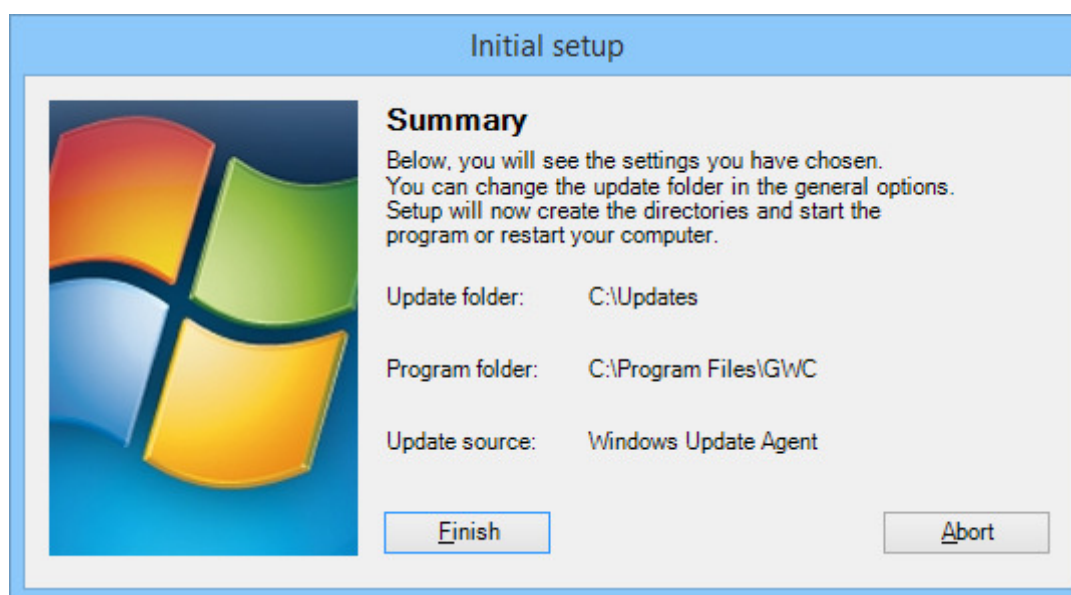 Initial setup
Summary
Below, you will see the settings you have chosen.
You can change the update folder in the general options.
Setup will now create the directories and start the
program or restart your computer.
Update folder: C:\Updates
Program folder: C:\Program Files\GWC
Update source: Windows Update Agent
Finish Abort